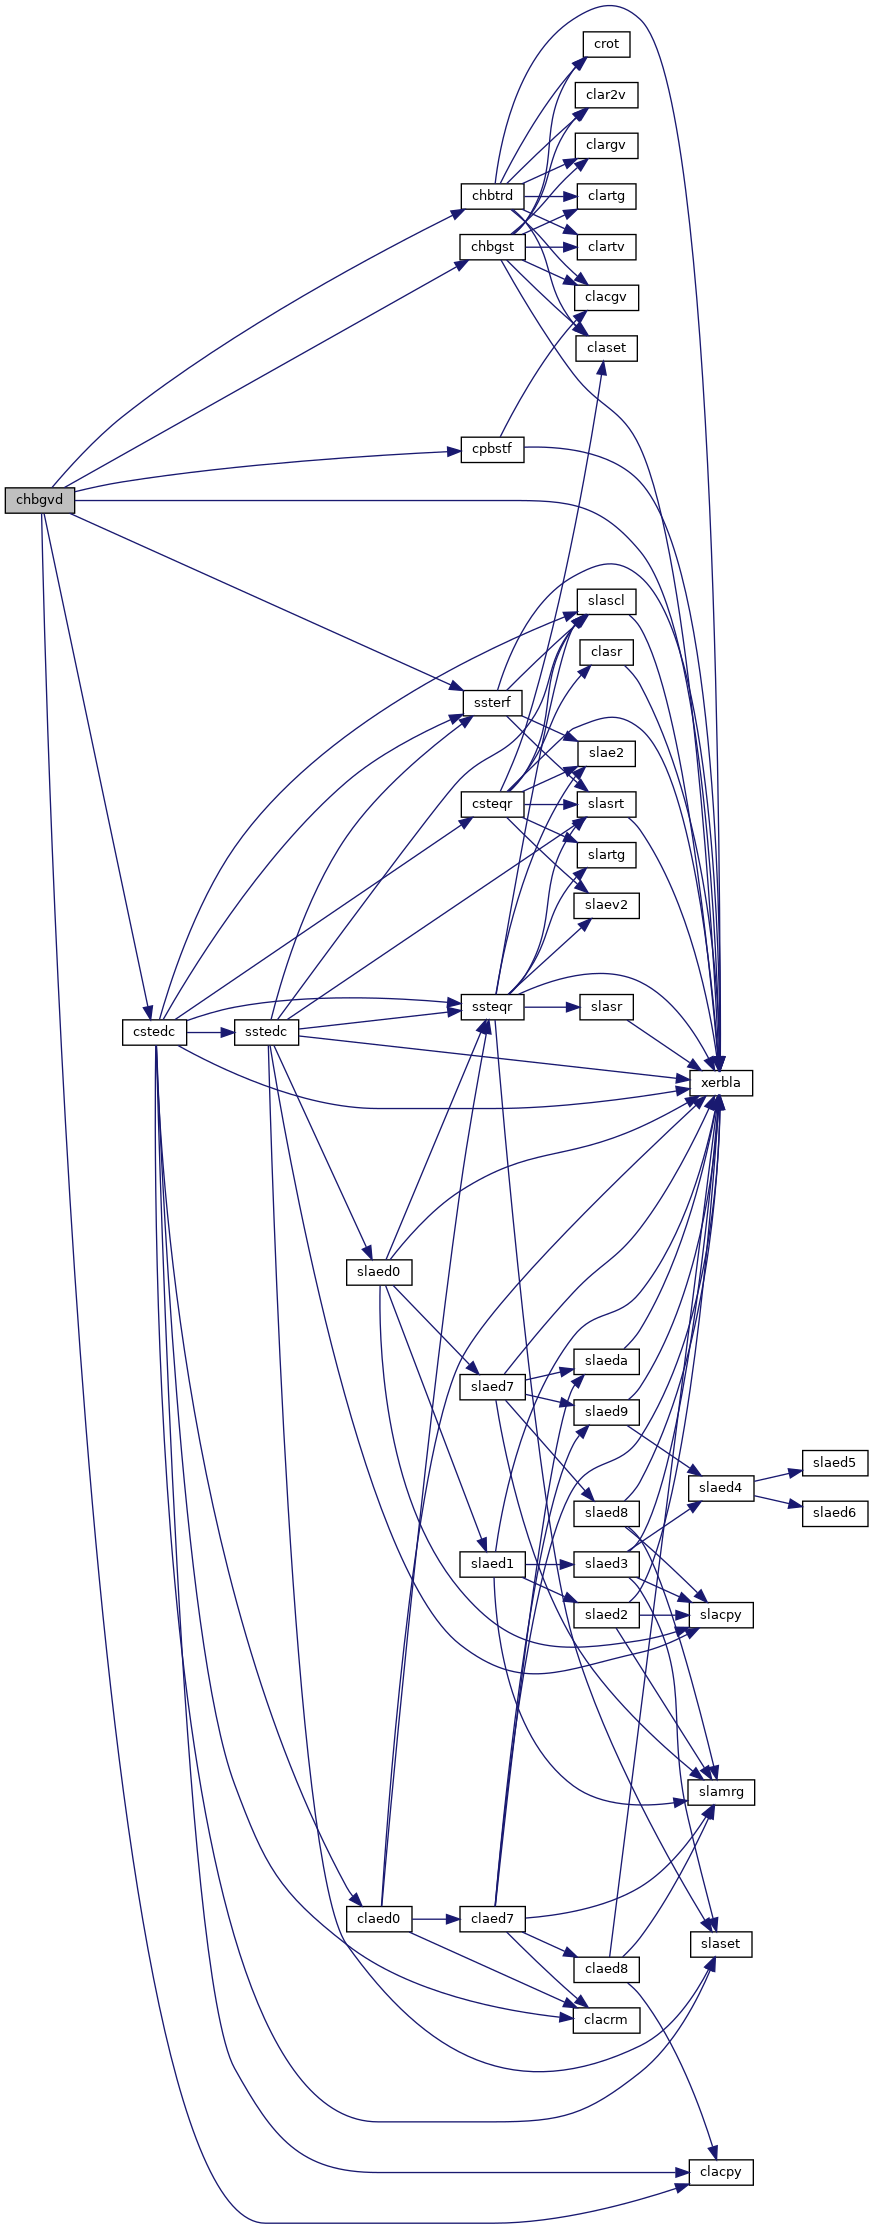 crot
clar2v
clargv
chbtrd
clartg
chbgst
clartv
clacgv
claset
cpbstf
chbgvd
slascl
clasr
ssterf
slae2
csteqr
slasrt
slartg
slaev2
ssteqr
slasr
cstedc
sstedc
xerbla
slaed0
slaeda
slaed7
slaed9
slaed5
slaed4
slaed8
slaed6
slaed1
slaed3
slaed2
slacpy
slamrg
claed0
claed7
slaset
claed8
clacrm
clacpy